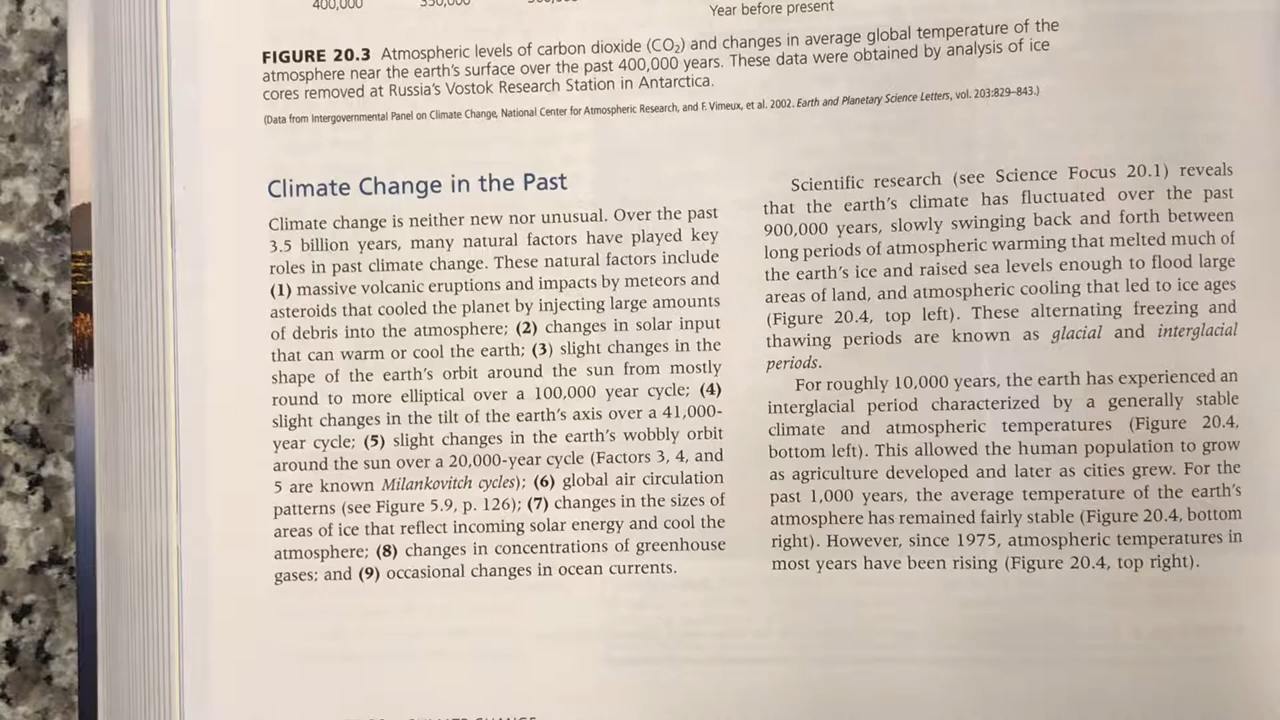 400,000
Year before present
FIGURE 20.3 Atmospheric levels of carbon dioxide (CO₂) and changes in average global temperature of the
atmosphere near the earth's surface over the past 400,000 years. These data were obtained by analysis of ice
cores removed at Russia's Vostok Research Station in Antarctica.
(Data from Intergovernmental Panel on Climate Change, National Center for Atmospheric Research, and F. Vimeux, et al. 2002. Earth and Planetary Science Letters, vol. 203:829–843.)
Climate Change in the Past
Climate change is neither new nor unusual. Over the past
3.5 billion years, many natural factors have played key
roles in past climate change. These natural factors include
(1) massive volcanic eruptions and impacts by meteors and
asteroids that cooled the planet by injecting large amounts
of debris into the atmosphere; (2) changes in solar input
that can warm or cool the earth; (3) slight changes in the
shape of the earth's orbit around the sun from mostly
round to more elliptical over a 100,000 year cycle; (4)
slight changes in the tilt of the earth's axis over a 41,000-
year cycle; (5) slight changes in the earth's wobbly orbit
around the sun over a 20,000-year cycle (Factors 3, 4, and
5 are known Milankovitch cycles); (6) global air circulation
patterns (see Figure 5.9, p. 126); (7) changes in the sizes of
areas of ice that reflect incoming solar energy and cool the
atmosphere; (8) changes in concentrations of greenhouse
gases; and (9) occasional changes in ocean currents.
Scientific research (see Science Focus 20.1) reveals
that the earth's climate has fluctuated over the past
900,000 years, slowly swinging back and forth between
long periods of atmospheric warming that melted much of
the earth's ice and raised sea levels enough to flood large
areas of land, and atmospheric cooling that led to ice ages
(Figure 20.4, top left). These alternating freezing and
thawing periods are known as glacial and interglacial
periods.
For roughly 10,000 years, the earth has experienced an
interglacial period characterized by a generally stable
climate and atmospheric temperatures (Figure 20.4,
bottom left). This allowed the human population to grow
as agriculture developed and later as cities grew. For the
past 1,000 years, the average temperature of the earth's
atmosphere has remained fairly stable (Figure 20.4, bottom
right). However, since 1975, atmospheric temperatures in
most years have been rising (Figure 20.4, top right).